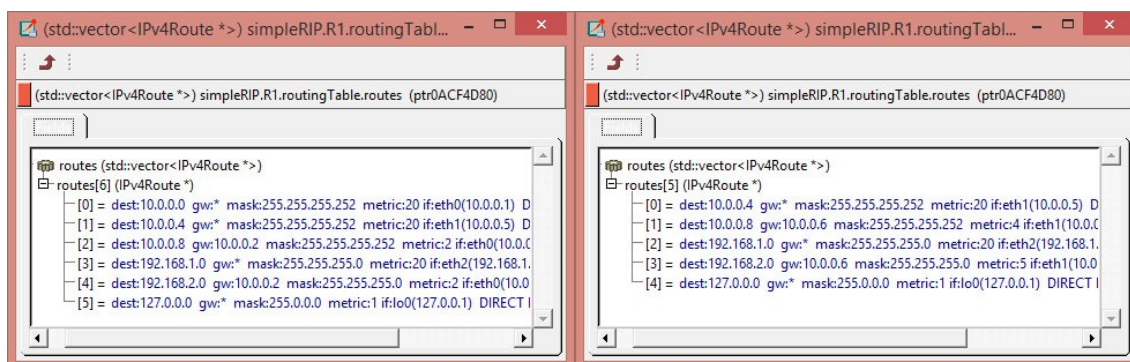 (std::vector<IPv4Route *>) simpleRIP.R1.routingTabl...
(std::vector<IPv4Route *>) simpleRIP.R1.routingTable.routes (ptr0ACF4D80)
routes (std::vector<IPv4Route *>)
routes[6] (IPv4Route *)
[0] = dest:10.0.0.0 gw:* mask:255.255.255.252 metric:20 if:eth0(10.0.0.1) D
[1] = dest:10.0.0.4 gw:* mask:255.255.255.252 metric:20 if:eth1(10.0.0.5) D
[2] = dest:10.0.0.8 gw:10.0.0.2 mask:255.255.255.252 metric:2 if:eth0(10.0.0
[3] = dest:192.168.1.0 gw:* mask:255.255.255.0 metric:20 if:eth2(192.168.1.
[4] = dest:192.168.2.0 gw:10.0.0.2 mask:255.255.255.0 metric:2 if:eth0(10.0
[5] = dest:127.0.0.0 gw:* mask:255.0.0.0 metric:1 if:lo0(127.0.0.1) DIRECT
(std::vector<IPv4Route *>) simpleRIP.R1.routingTabl...
(std::vector<IPv4Route *>) simpleRIP.R1.routingTable.routes (ptr0ACF4D80)
routes (std::vector<IPv4Route *>)
routes[5] (IPv4Route *)
[0] = dest:10.0.0.4 gw:* mask:255.255.255.252 metric:20 if:eth1(10.0.0.5) D
[1] = dest:10.0.0.8 gw:10.0.0.6 mask:255.255.255.252 metric:4 if:eth1(10.0.0
[2] = dest:192.168.1.0 gw:* mask:255.255.255.0 metric:20 if:eth2(192.168.1.
[3] = dest:192.168.2.0 gw:10.0.0.6 mask:255.255.255.0 metric:5 if:eth1(10.0
[4] = dest:127.0.0.0 gw:* mask:255.0.0.0 metric:1 if:lo0(127.0.0.1) DIRECT